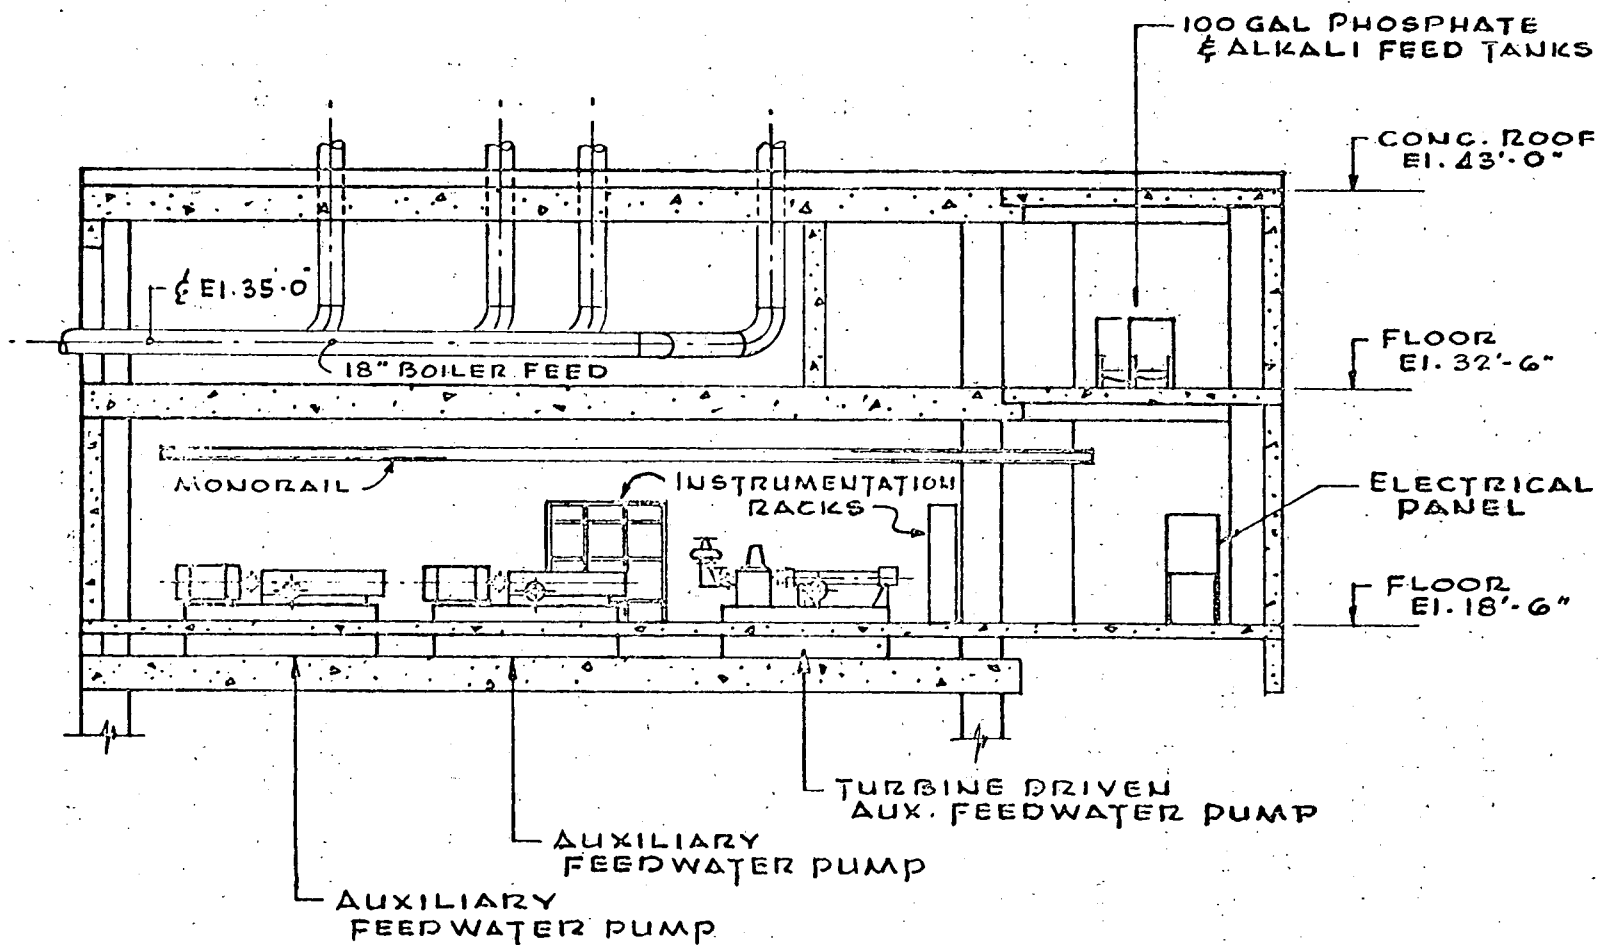 100 GAL PHOSPHATE
& ALKALI FEED TANKS
CONC. ROOF
El. 43'-0"
℄ El. 35'-0"
18" BOILER FEED
FLOOR
El. 32'-6"
MONORAIL
INSTRUMENTATION
RACKS
ELECTRICAL
PANEL
FLOOR
El. 18'-6"
TURBINE DRIVEN
AUX. FEEDWATER PUMP
AUXILIARY
FEEDWATER PUMP
AUXILIARY
FEEDWATER PUMP